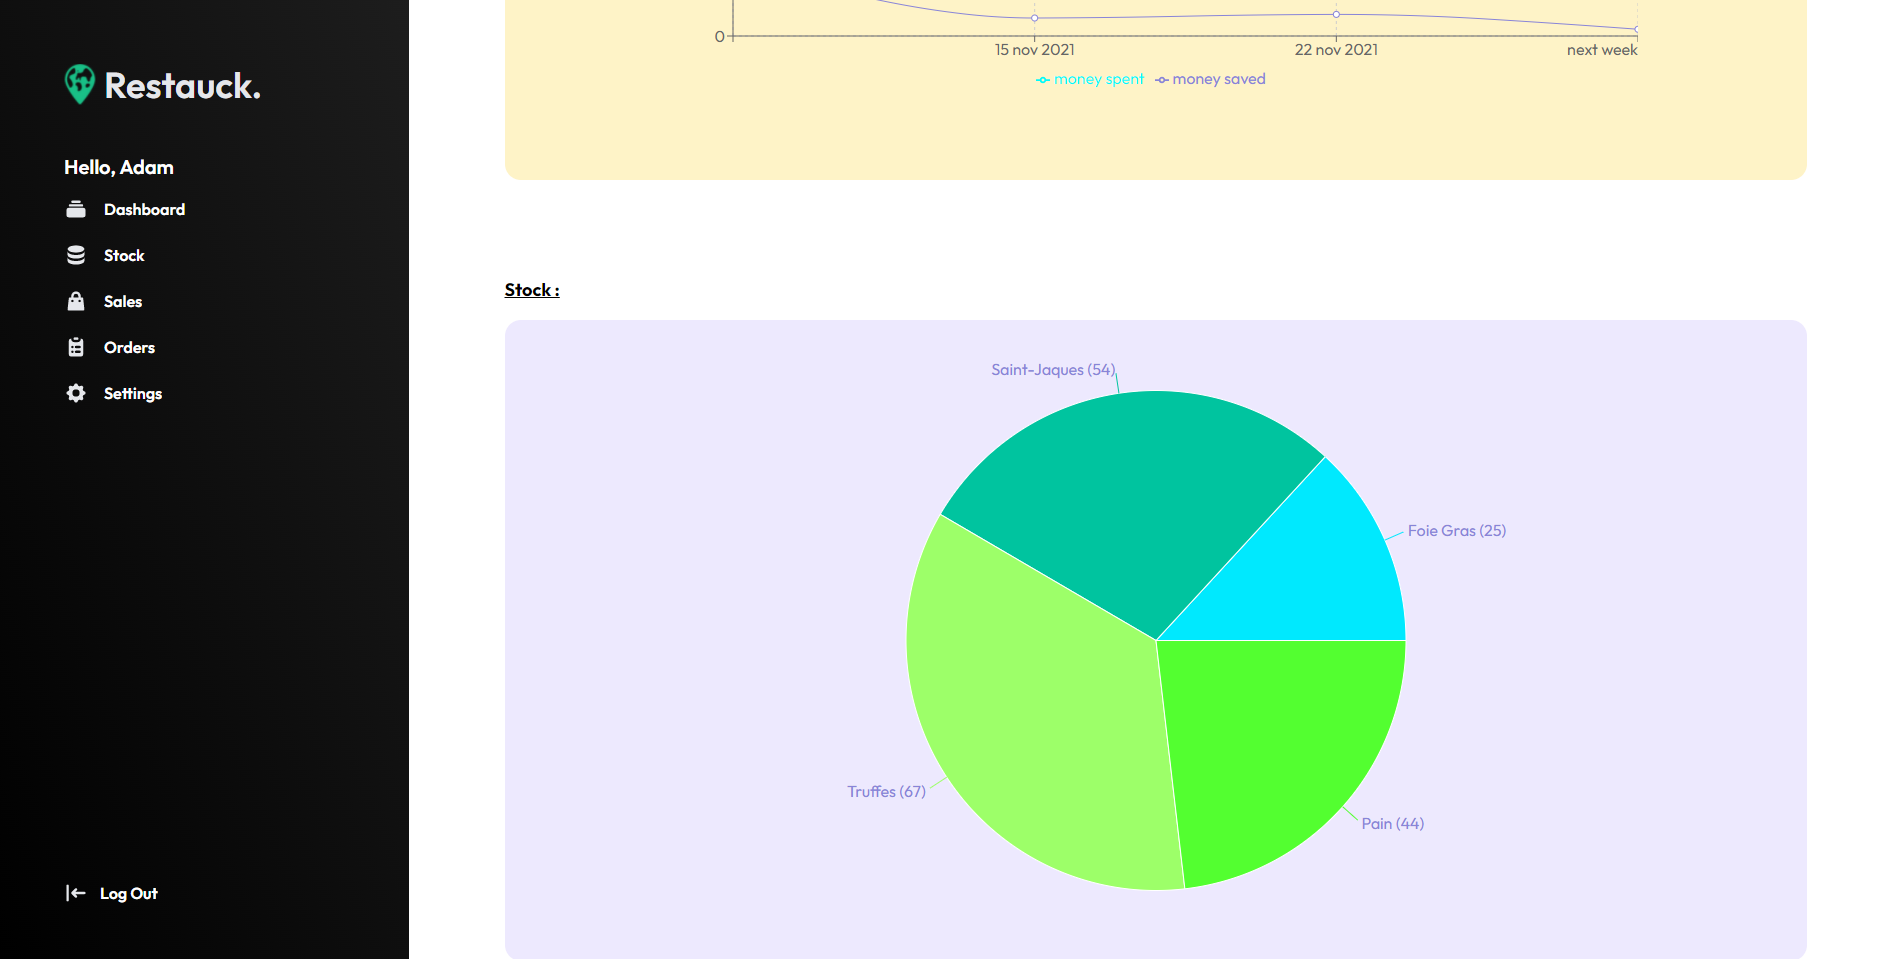 Restauck.
Hello, Adam
Dashboard
Stock
Sales
Orders
Settings
Log Out
0
15 nov 2021
22 nov 2021
next week
money spent
money saved
Stock :
Saint-Jaques (54)
Foie Gras (25)
Truffes (67)
Pain (44)